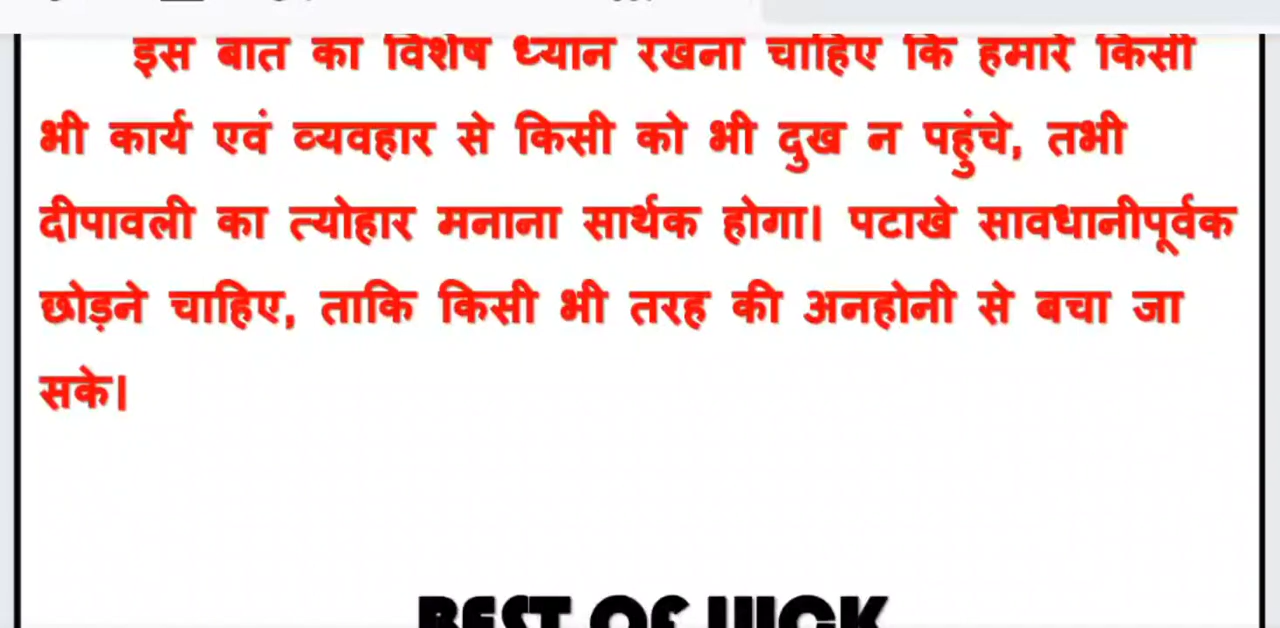 इस बात का विशेष ध्यान रखना चाहिए कि हमारे किसी
भी कार्य एवं व्यवहार से किसी को भी दुख न पहुंचे, तभी
दीपावली का त्योहार मनाना सार्थक होगा। पटाखे सावधानीपूर्वक
छोड़ने चाहिए, ताकि किसी भी तरह की अनहोनी से बचा जा
सके।
BEST OF LUCK